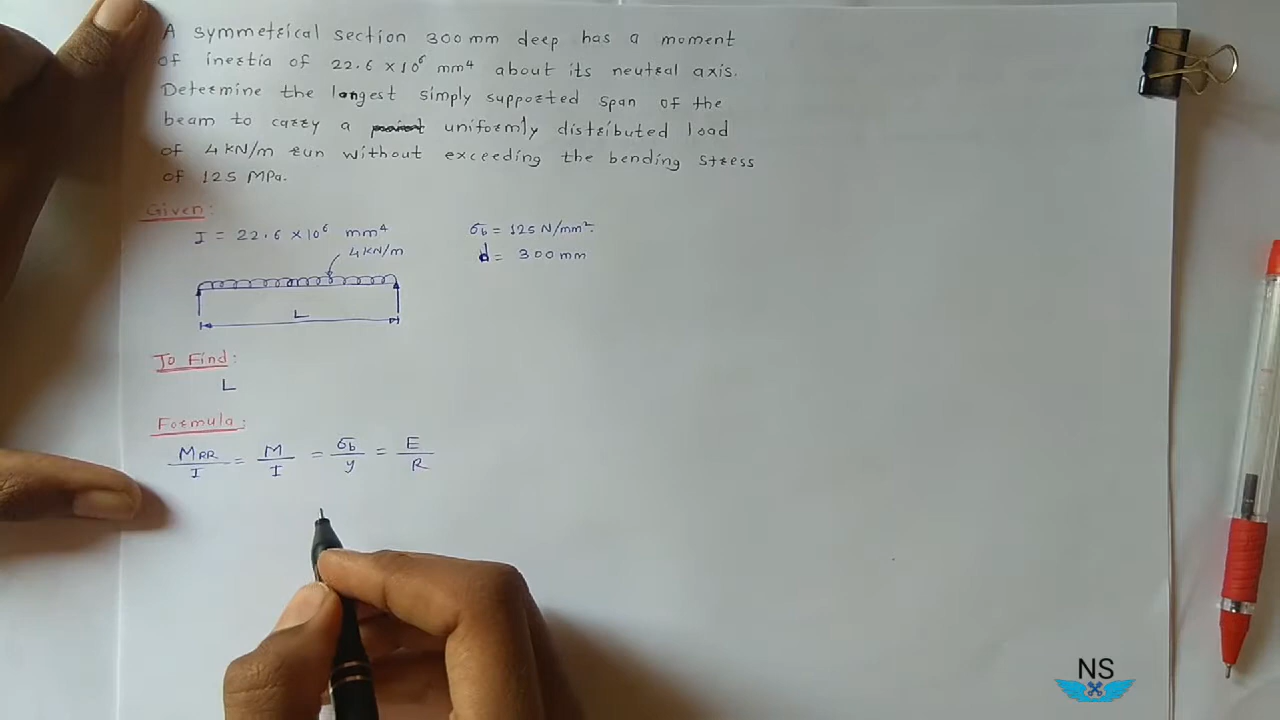 A symmetrical section 300 mm deep has a moment
of inertia of 22.6 ×10⁶ mm⁴ about its neutral axis.
Determine the longest simply supported span of the
beam to carry a uniformly distributed load
of 4 KN/m run without exceeding the bending stress
of 125 MPa.
Given:
I = 22.6 ×10⁶ mm⁴
σb = 125 N/mm².
4 KN/m
d = 300 mm
L
To Find:
L
Formula:
MRR/I = M/I = σb/y = E/R
NS